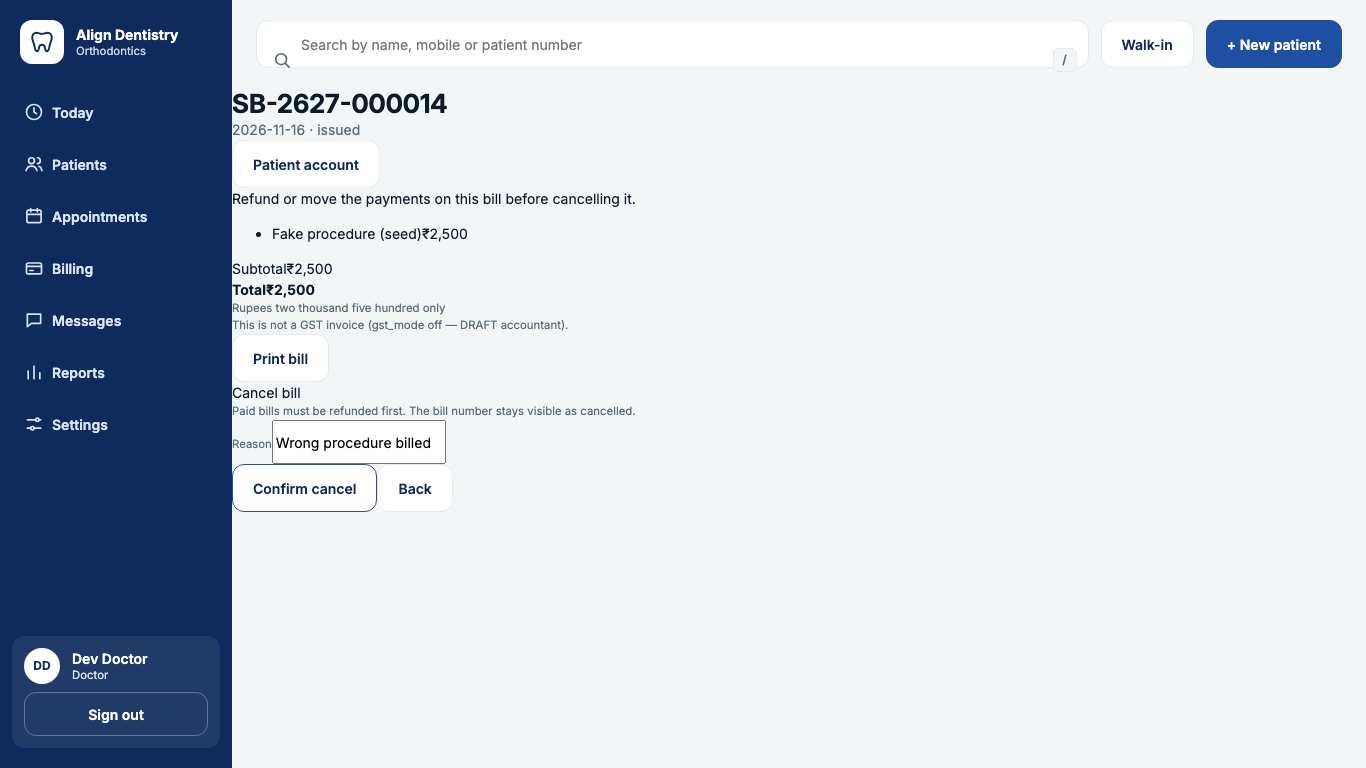 Align Dentistry
Orthodontics
Today
Patients
Appointments
Billing
Messages
Reports
Settings
DD
Dev Doctor
Doctor
Sign out
Search by name, mobile or patient number
/
Walk-in
+ New patient
SB-2627-000014
2026-11-16 · issued
Patient account
Refund or move the payments on this bill before cancelling it.
• Fake procedure (seed)₹2,500
Subtotal₹2,500
Total₹2,500
Rupees two thousand five hundred only
This is not a GST invoice (gst_mode off — DRAFT accountant).
Print bill
Cancel bill
Paid bills must be refunded first. The bill number stays visible as cancelled.
Reason Wrong procedure billed
Confirm cancel Back